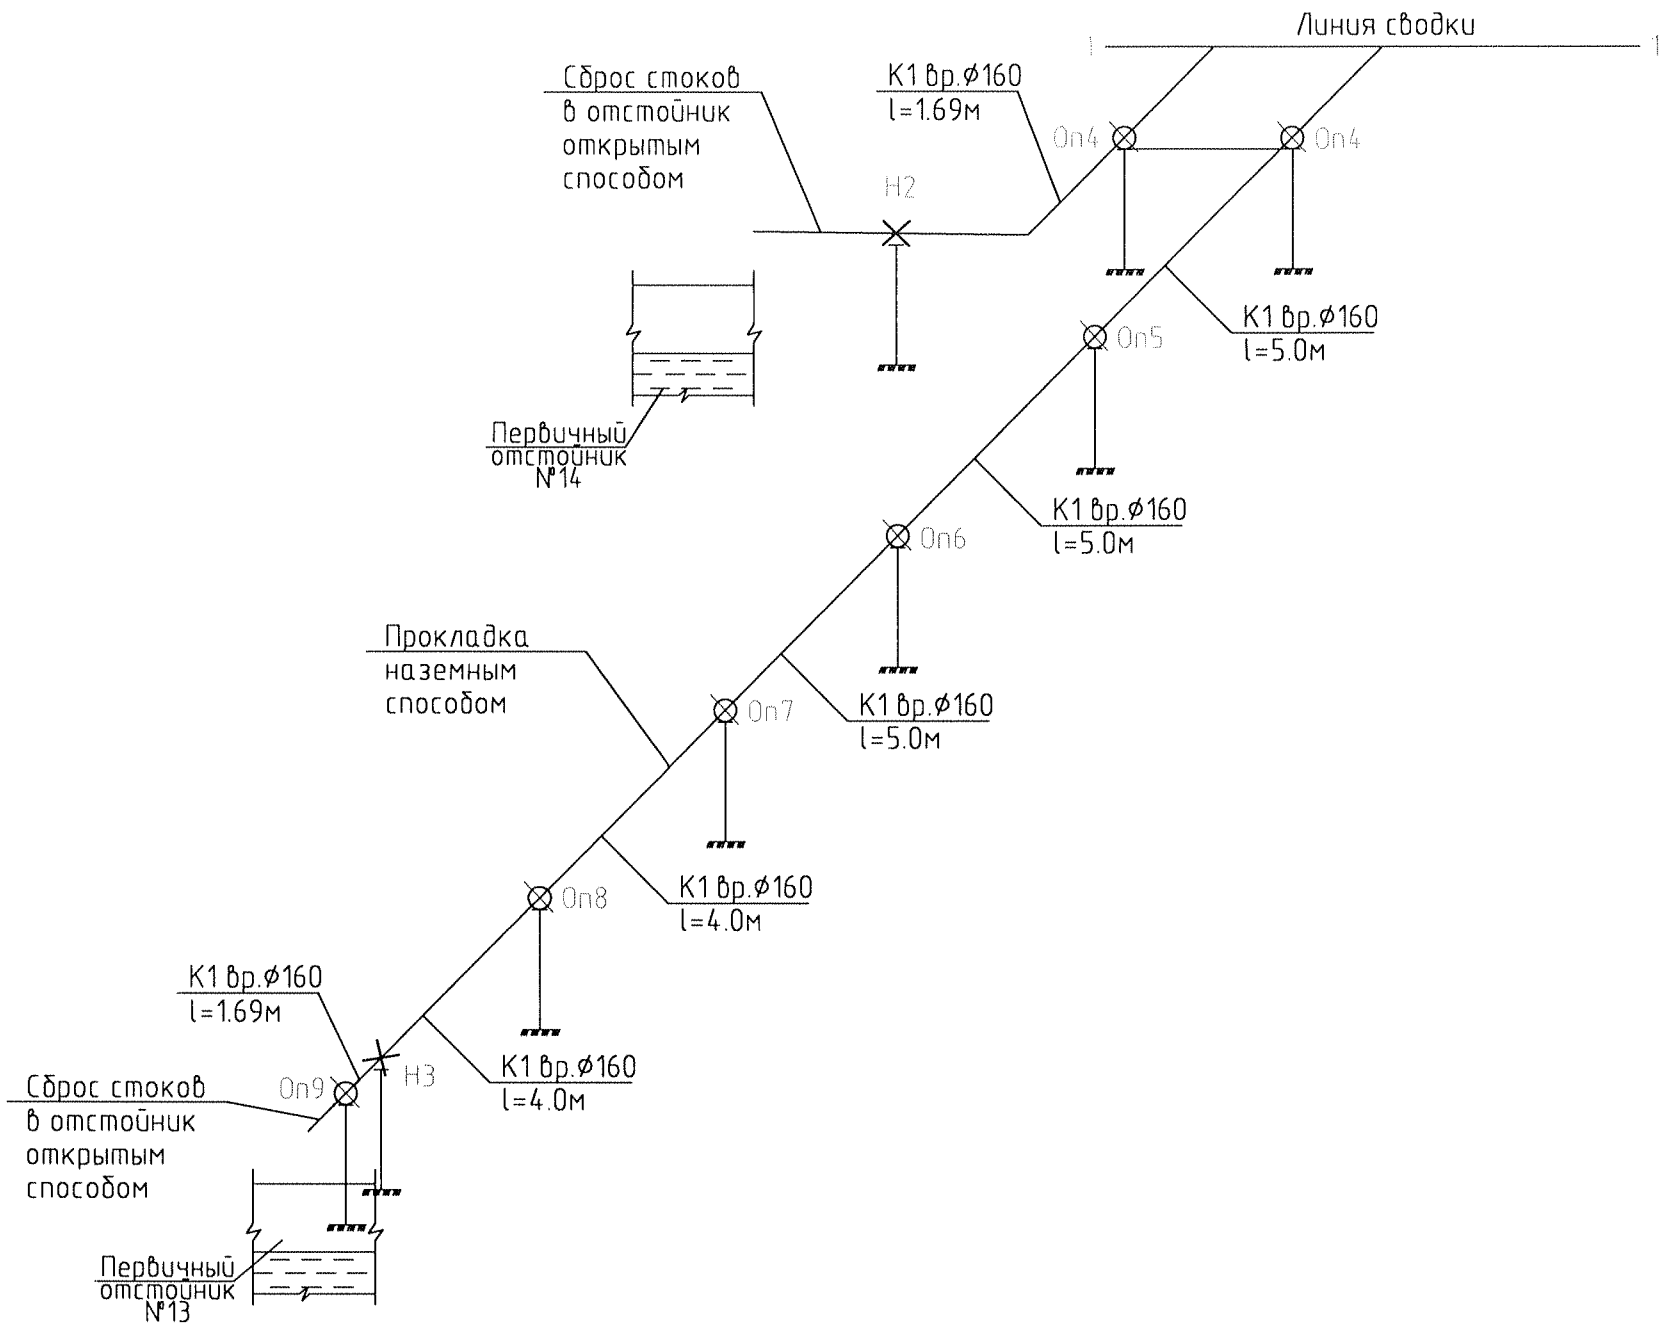 Линия сводки
1
1
Сброс стоков
в отстойник
открытым
способом
К1 вр.Ø160
l=1.69м
Оп4
Оп4
Н2
К1 вр.Ø160
l=5.0м
Оп5
Первичный
отстойник
№14
К1 вр.Ø160
l=5.0м
Оп6
Прокладка
наземным
способом
К1 вр.Ø160
l=5.0м
Оп7
К1 вр.Ø160
l=4.0м
Оп8
К1 вр.Ø160
l=1.69м
К1 вр.Ø160
l=4.0м
Н3
Оп9
Сброс стоков
в отстойник
открытым
способом
Первичный
отстойник
№13